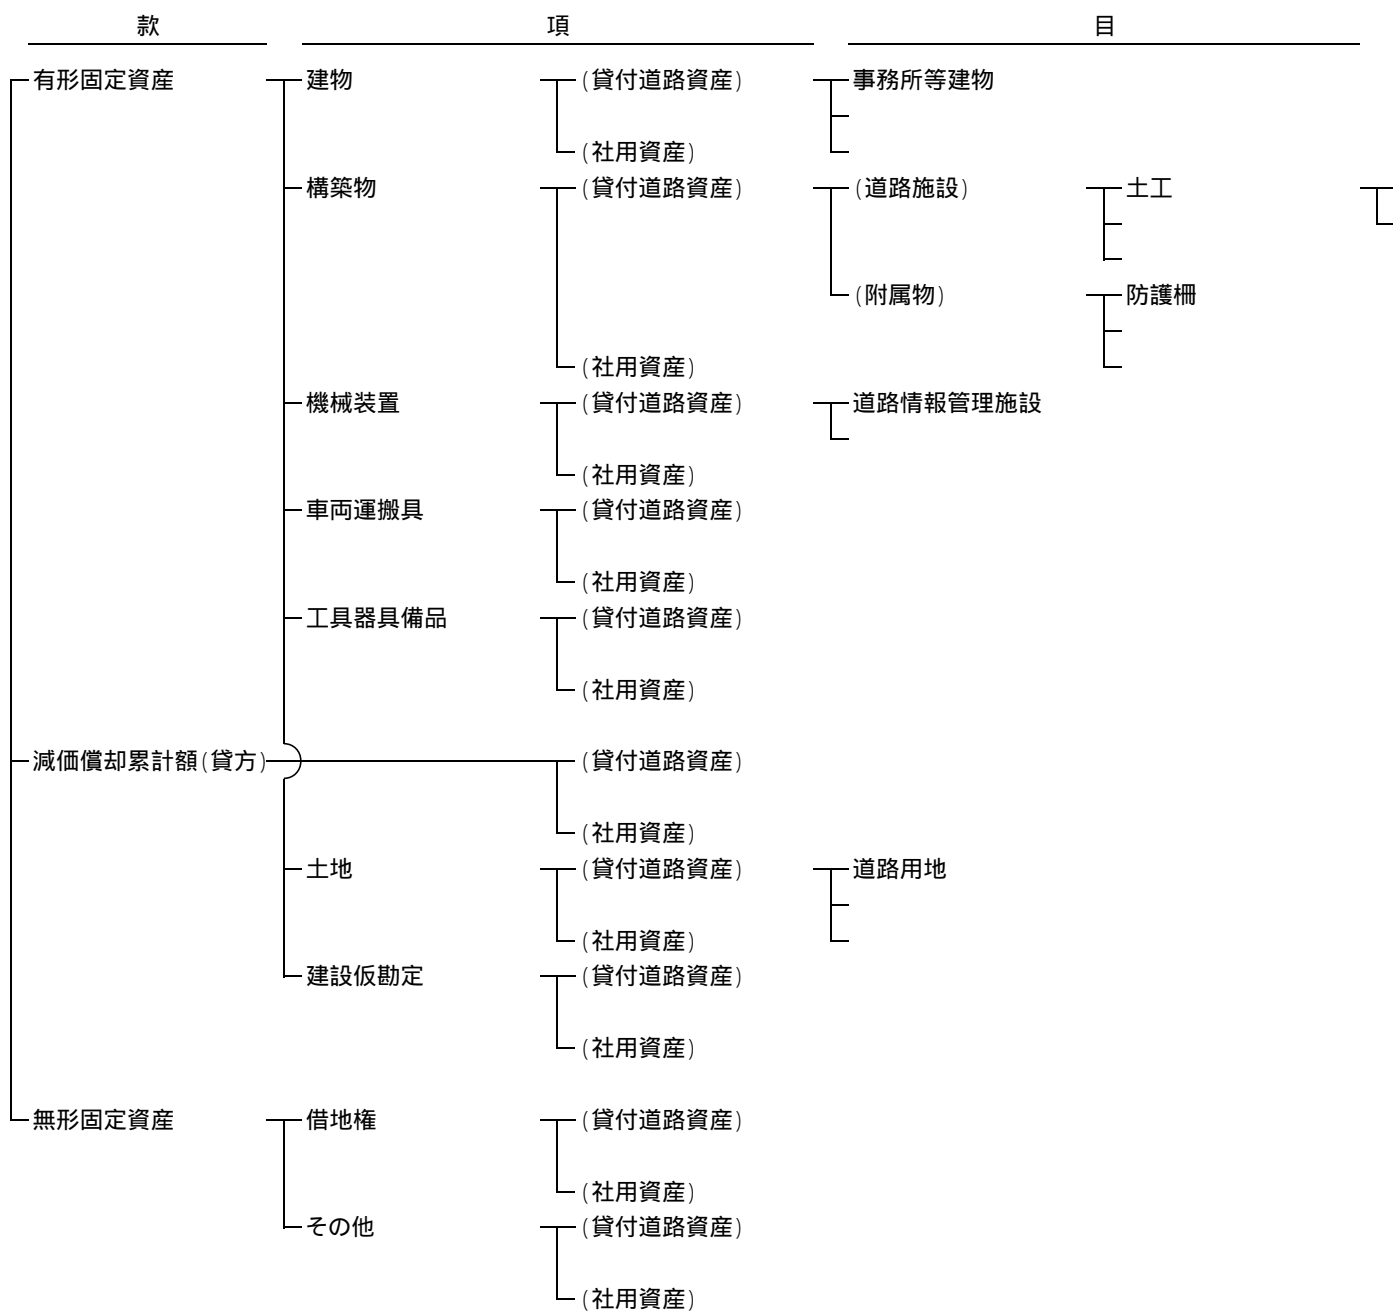 款 項 目
有形固定資産 建物 (貸付道路資産) 事務所等建物
(社用資産)
構築物 (貸付道路資産) (道路施設) 土工
(附属物) 防護柵
(社用資産)
機械装置 (貸付道路資産) 道路情報管理施設
(社用資産)
車両運搬具 (貸付道路資産)
(社用資産)
工具器具備品 (貸付道路資産)
(社用資産)
減価償却累計額(貸方) (貸付道路資産)
(社用資産)
土地 (貸付道路資産) 道路用地
(社用資産)
建設仮勘定 (貸付道路資産)
(社用資産)
無形固定資産 借地権 (貸付道路資産)
(社用資産)
その他 (貸付道路資産)
(社用資産)